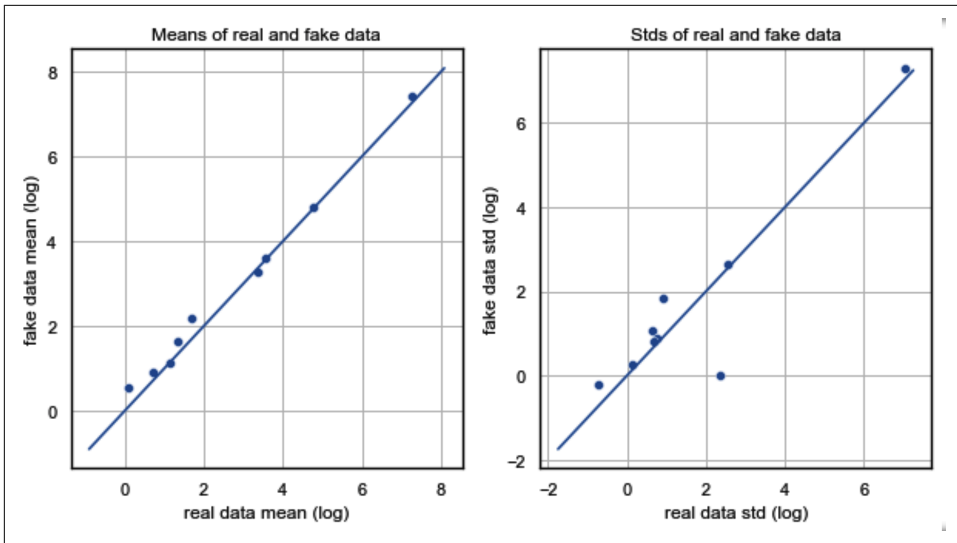 Means of real and fake data
8
6
4
2
0
fake data mean (log)
0 2 4 6 8
real data mean (log)
Stds of real and fake data
6
4
2
0
−2
fake data std (log)
−2 0 2 4 6
real data std (log)